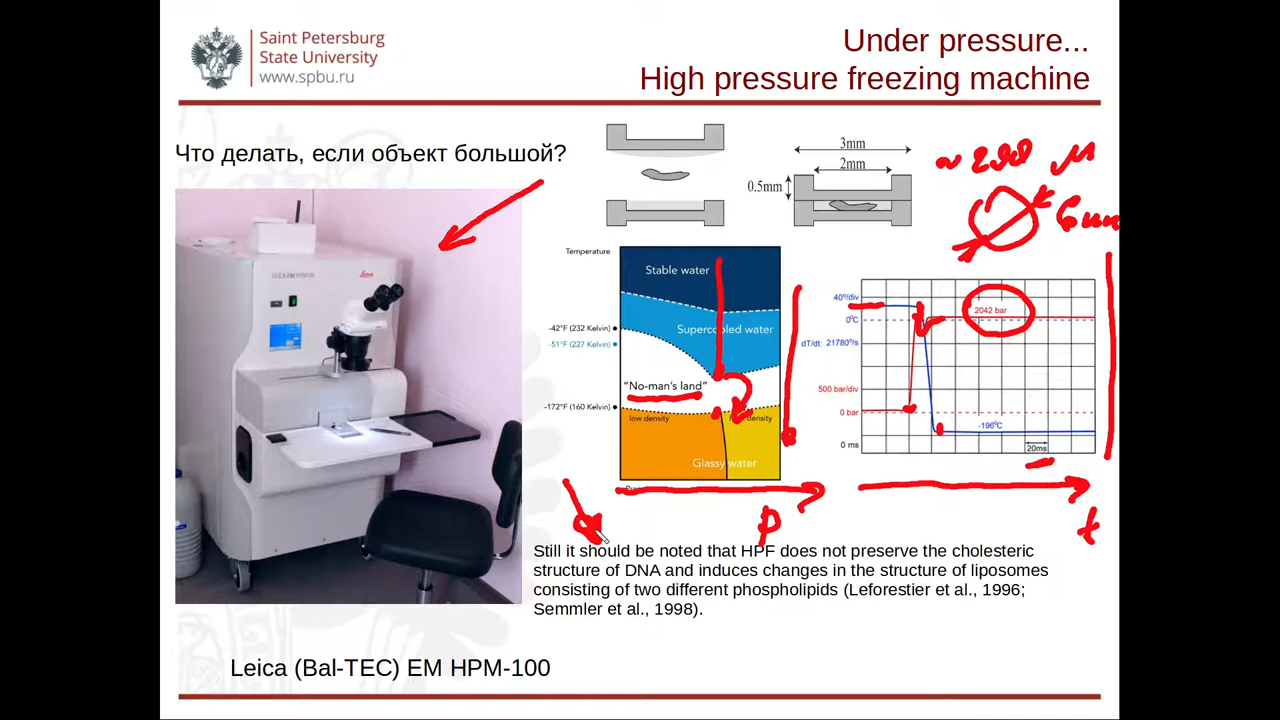 Saint Petersburg
State University
www.spbu.ru
Under pressure...
High pressure freezing machine
Что делать, если объект большой?
3mm
2mm
0.5mm
Temperature
Stable water
Supercooled water
-42°F (232 Kelvin)
-51°F (227 Kelvin)
"No-man's land"
-172°F (160 Kelvin)
low density
density
Glassy water
p
40°/div
0°C
dT/dt: 21780°/s
500 bar/div
0 bar
0 ms
2042 bar
-196°C
20ms
t
Leica
Still it should be noted that HPF does not preserve the cholesteric
structure of DNA and induces changes in the structure of liposomes
consisting of two different phospholipids (Leforestier et al., 1996;
Semmler et al., 1998).
Leica (Bal-TEC) EM HPM-100